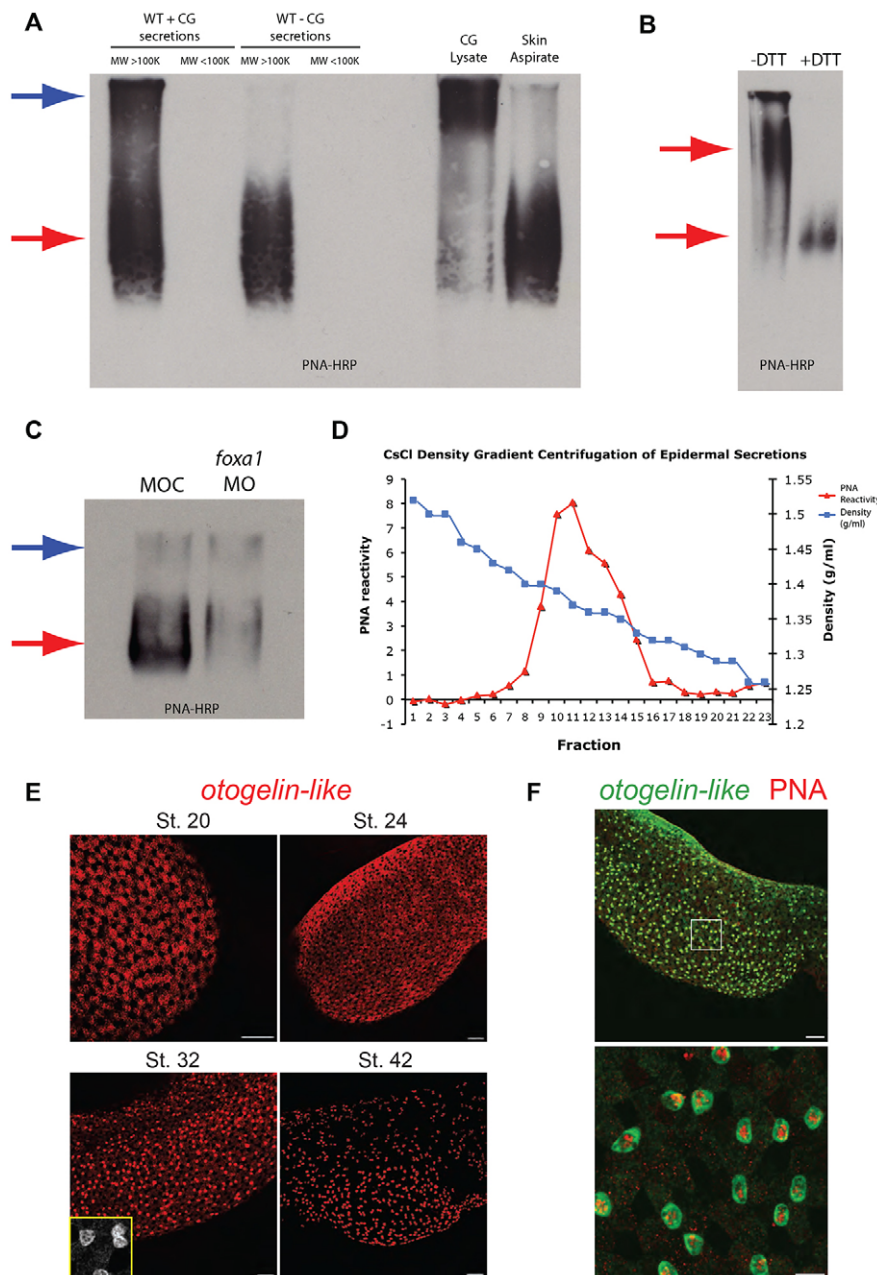 A
WT + CG secretions
WT - CG secretions
MW >100K
MW <100K
MW >100K
MW <100K
CG Lysate
Skin Aspirate
PNA-HRP
B
-DTT
+DTT
PNA-HRP
C
MOC
foxa1 MO
PNA-HRP
D
CsCl Density Gradient Centrifugation of Epidermal Secretions
PNA reactivity
9
8
7
6
5
4
3
2
1
0
-1
1 2 3 4 5 6 7 8 9 10 11 12 13 14 15 16 17 18 19 20 21 22 23
Fraction
1.55
1.5
1.45
1.4
1.35
1.3
1.25
1.2
Density (g/ml)
PNA Reactivity
Density (g/ml)
E
otogelin-like
St. 20
St. 24
St. 32
St. 42
F
otogelin-like PNA